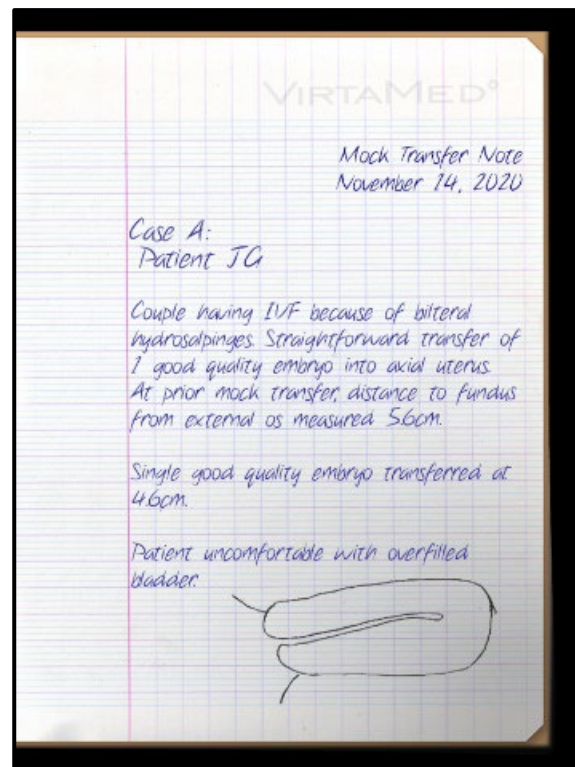 VIRTAMED®
Mock Transfer Note
November 14, 2020
Case A:
Patient JG
Couple having IVF because of bilteral
hydrosalpinges. Straightforward transfer of
1 good quality embryo into axial uterus.
At prior mock transfer, distance to fundus
from external os measured 5.6cm.
Single good quality embryo transferred at
4.6cm.
Patient uncomfortable with overfilled
bladder.